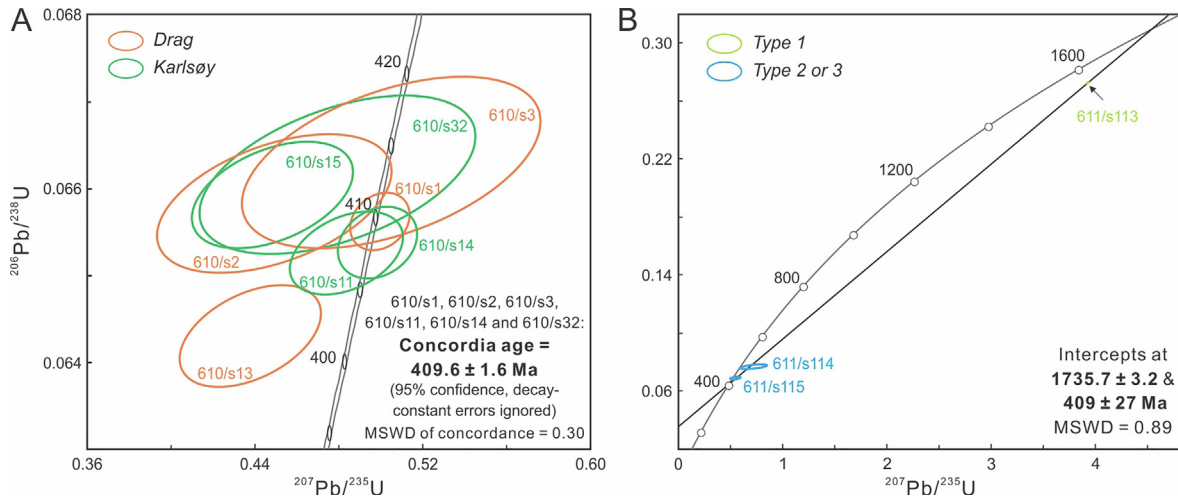 A
Drag
Karlsøy
0.068
0.066
0.064
206Pb/238U
420
410
400
610/s3
610/s32
610/s15
610/s1
610/s2
610/s14
610/s11
610/s13
610/s1, 610/s2, 610/s3,
610/s11, 610/s14 and 610/s32:
Concordia age =
409.6 ± 1.6 Ma
(95% confidence, decay-
constant errors ignored)
MSWD of concordance = 0.30
0.36
0.44
0.52
0.60
207Pb/235U
B
Type 1
Type 2 or 3
0.30
0.22
0.14
0.06
1600
1200
800
400
611/s113
611/s114
611/s115
Intercepts at
1735.7 ± 3.2 &
409 ± 27 Ma
MSWD = 0.89
0
1
2
3
4
207Pb/235U